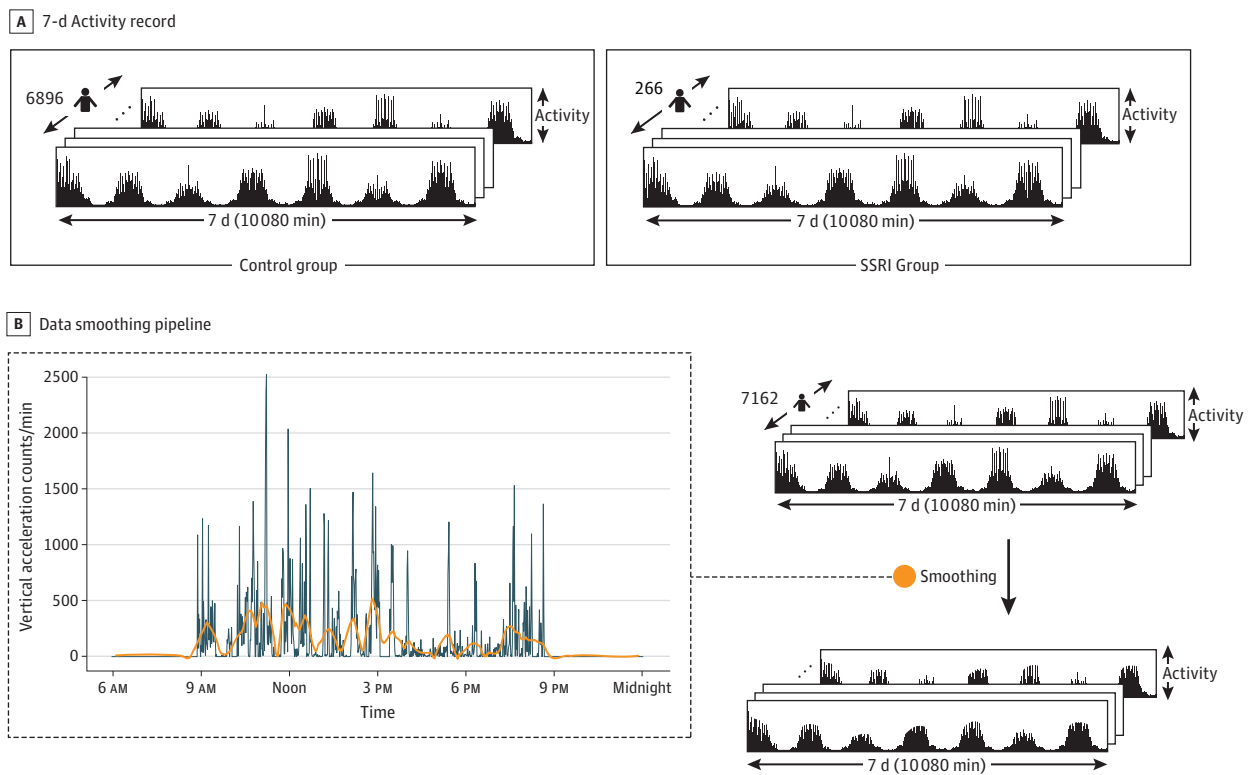 A 7-d Activity record
6896
Activity
7 d (10 080 min)
Control group
266
Activity
7 d (10 080 min)
SSRI Group
B Data smoothing pipeline
Vertical acceleration counts/min
2500
2000
1500
1000
500
0
6 AM 9 AM Noon 3 PM 6 PM 9 PM Midnight
Time
7162
Activity
7 d (10 080 min)
Smoothing
Activity
7 d (10 080 min)